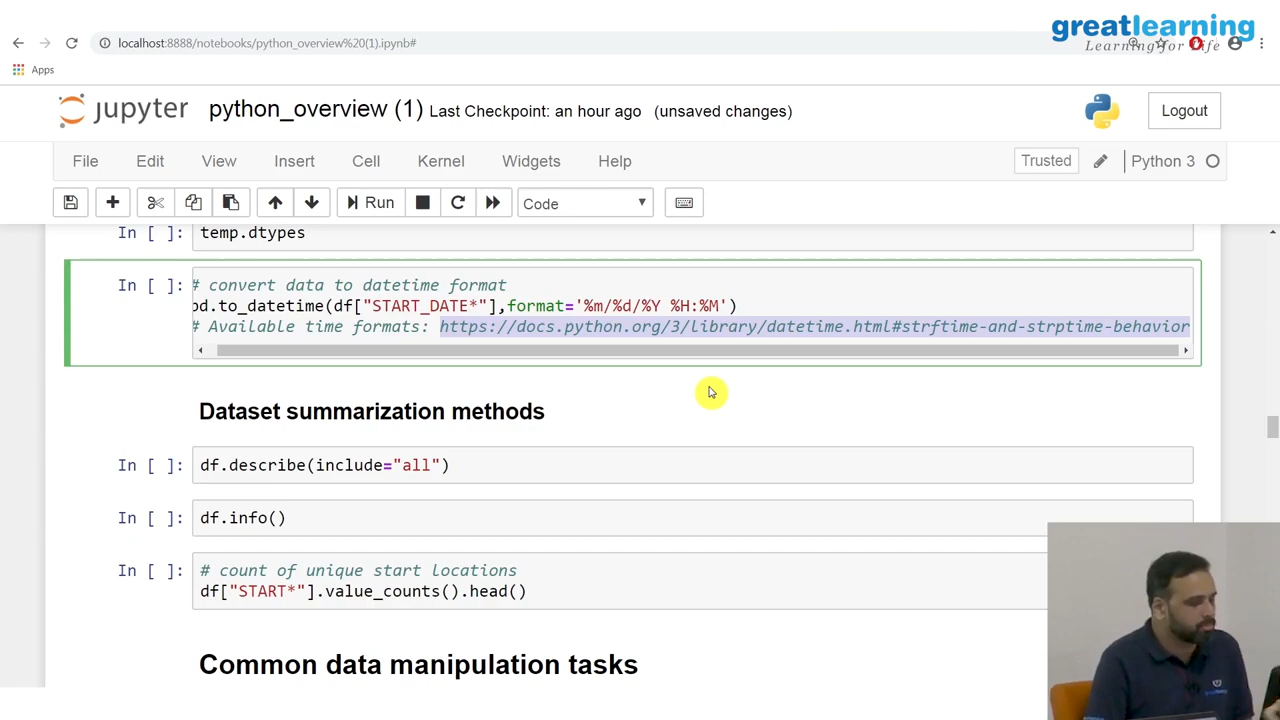 greatlearning
Learning for Life
localhost:8888/notebooks/python_overview%20(1).ipynb#
Apps
jupyter python_overview (1) Last Checkpoint: an hour ago (unsaved changes) Logout
File Edit View Insert Cell Kernel Widgets Help Trusted Python 3
Run Code
In [ ]: temp.dtypes
In [ ]: # convert data to datetime format
pd.to_datetime(df["START_DATE*"],format='%m/%d/%Y %H:%M')
# Available time formats: https://docs.python.org/3/library/datetime.html#strftime-and-strptime-behavior
Dataset summarization methods
In [ ]: df.describe(include="all")
In [ ]: df.info()
In [ ]: # count of unique start locations
df["START*"].value_counts().head()
Common data manipulation tasks